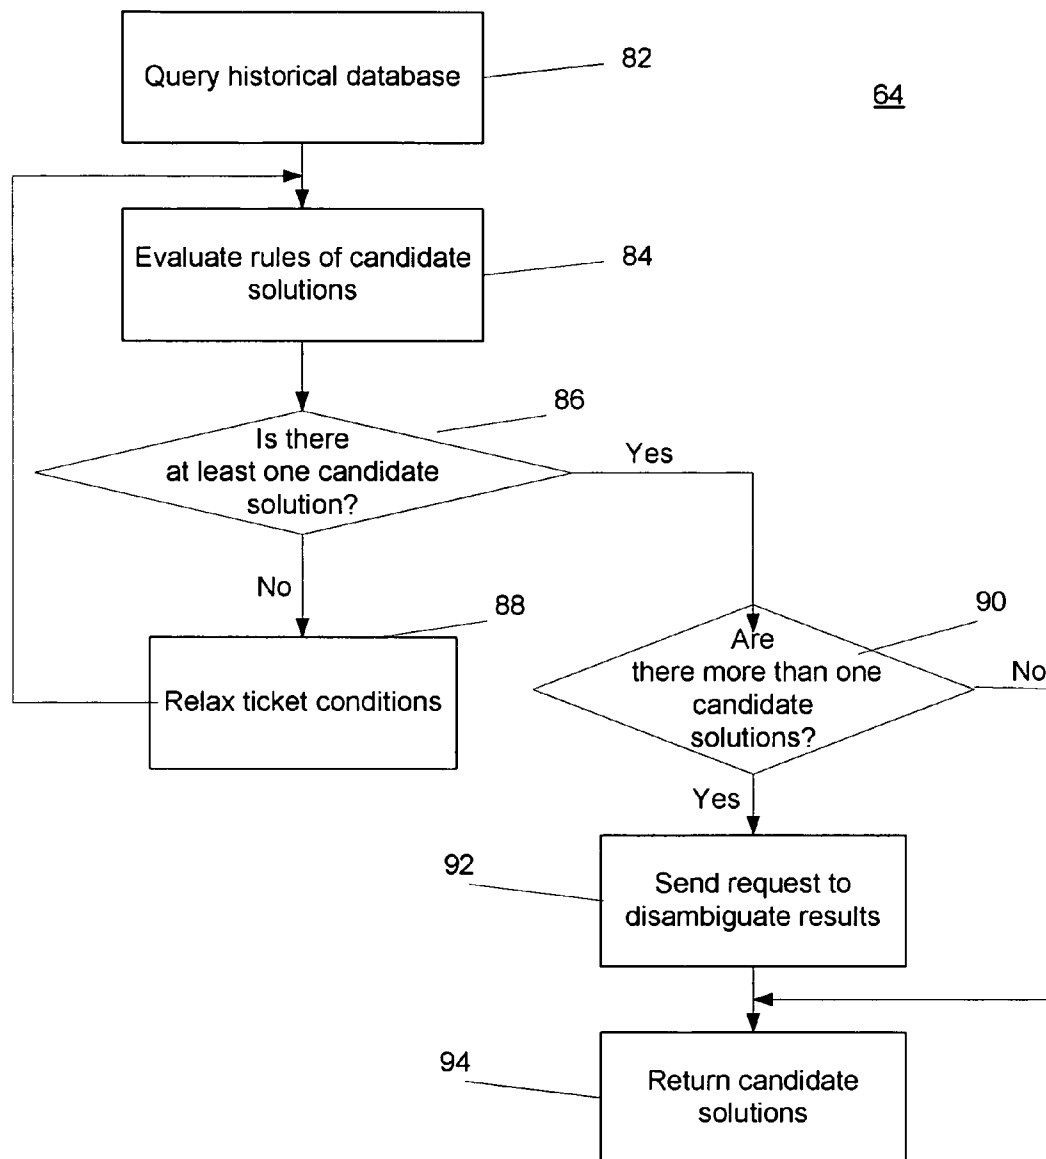 Query historical database
82
64
Evaluate rules of candidate
solutions
84
86
Is there
at least one candidate
solution?
Yes
No
88
Relax ticket conditions
90
Are
there more than one
candidate
solutions?
No
Yes
92
Send request to
disambiguate results
94
Return candidate
solutions